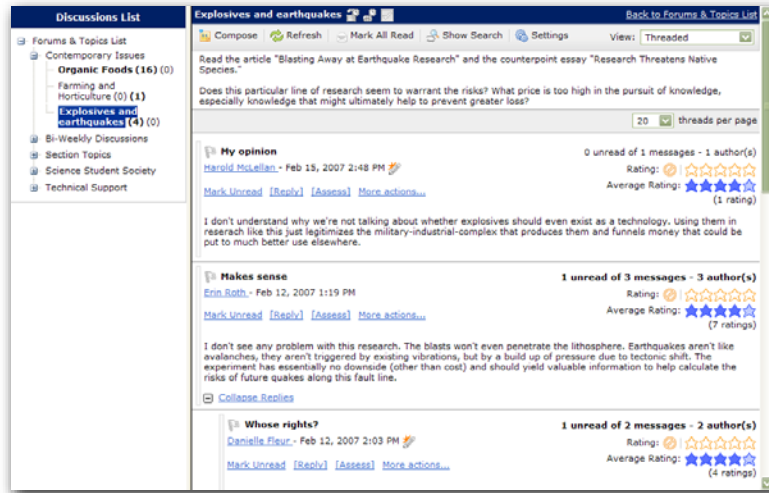 Discussions List
Forums & Topics List
Contemporary Issues
Organic Foods (16) (0)
Farming and
Horticulture (0) (1)
Explosives and
earthquakes (4) (0)
Bi-Weekly Discussions
Section Topics
Science Student Society
Technical Support
Explosives and earthquakes
Back to Forums & Topics List
Compose Refresh Mark All Read Show Search Settings View: Threaded
Read the article "Blasting Away at Earthquake Research" and the counterpoint essay "Research Threatens Native
Species."
Does this particular line of research seem to warrant the risks? What price is too high in the pursuit of knowledge,
especially knowledge that might ultimately help to prevent greater loss?
20 threads per page
My opinion
0 unread of 1 messages - 1 author(s)
Harold McLellan - Feb 15, 2007 2:48 PM
Rating:
Mark Unread [Reply] [Assess] More actions...
Average Rating:
(1 rating)
I don't understand why we're not talking about whether explosives should even exist as a technology. Using them in
reserach like this just legitimizes the military-industrial-complex that produces them and funnels money that could be
put to much better use elsewhere.
Makes sense
1 unread of 3 messages - 3 author(s)
Erin Roth - Feb 12, 2007 1:19 PM
Rating:
Mark Unread [Reply] [Assess] More actions...
Average Rating:
(7 ratings)
I don't see any problem with this research. The blasts won't even penetrate the lithosphere. Earthquakes aren't like
avalanches, they aren't triggered by existing vibrations, but by a build up of pressure due to tectonic shift. The
experiment has essentially no downside (other than cost) and should yield valuable information to help calculate the
risks of future quakes along this fault line.
Collapse Replies
Whose rights?
1 unread of 2 messages - 2 author(s)
Danielle Fleur - Feb 12, 2007 2:03 PM
Rating:
Mark Unread [Reply] [Assess] More actions...
Average Rating:
(4 ratings)